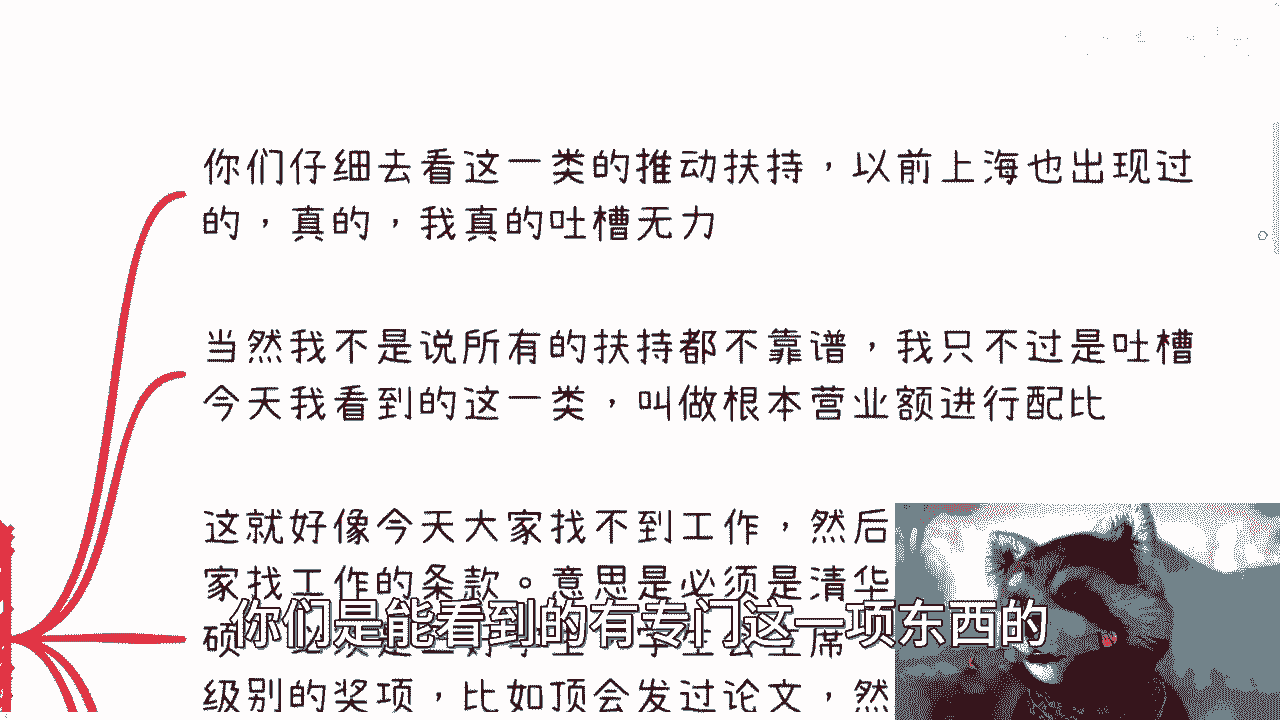 你们仔细去看这一类的推动扶持，以前上海也出现过
的，真的，我真的吐槽无力
当然我不是说所有的扶持都不靠谱，我只不过是吐槽
今天我看到的这一类，叫做根本营业额进行配比
这就好像今天大家找不到工作，然后
家找工作的条款。意思是必须是清华
你们是能看到的有专门这一项东西的
硕
席
级别的奖项，比如顶会发过论文，然